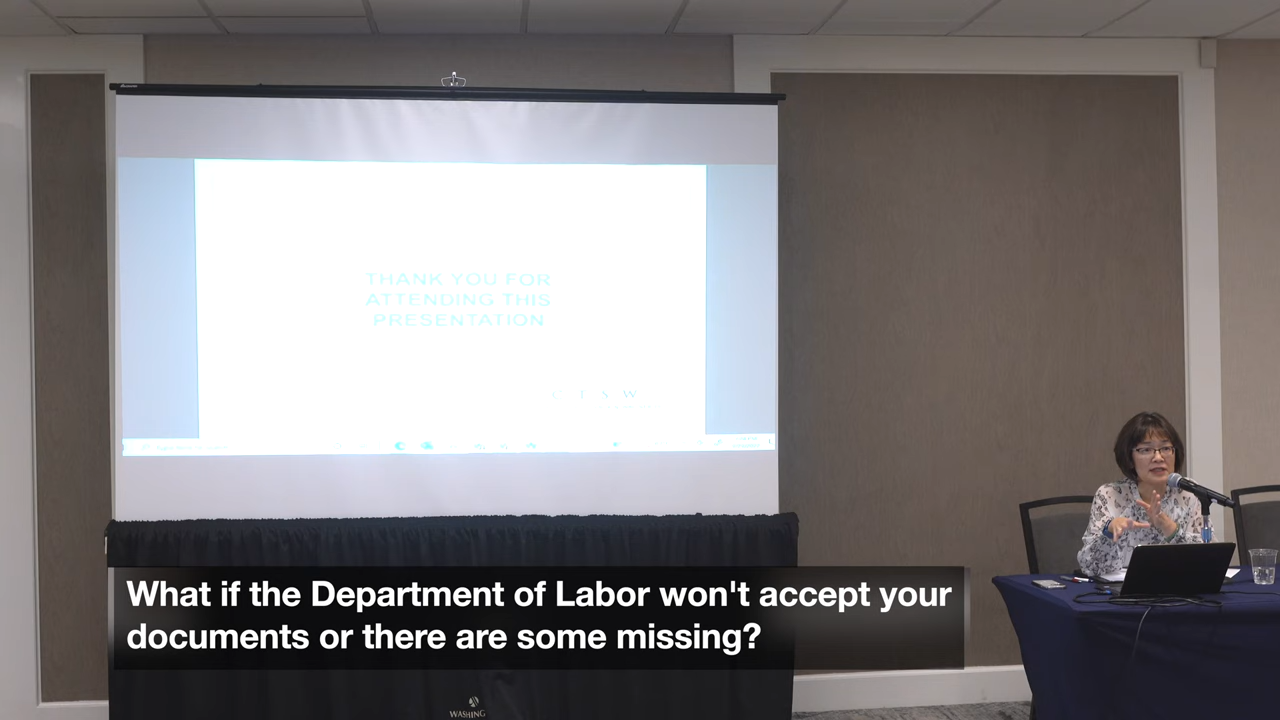 THANK YOU FOR
ATTENDING THIS
PRESENTATION
What if the Department of Labor won't accept your
documents or there are some missing?
WASHING